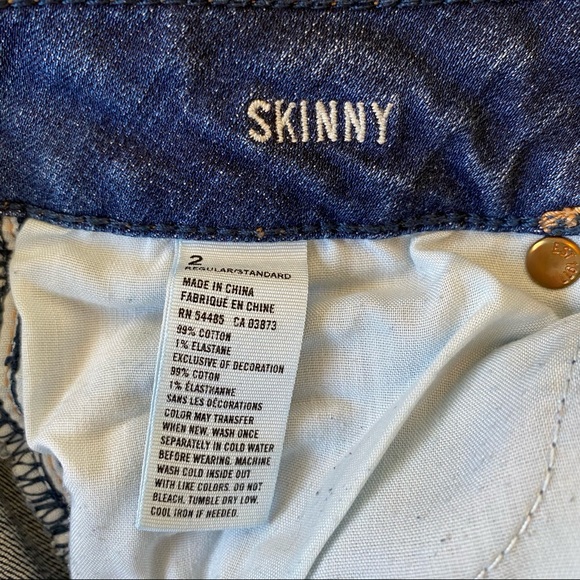 SKINNY
2
REGULAR/STANDARD
MADE IN CHINA
FABRIQUÉ EN CHINE
RN 54485 CA 03873
99% COTTON
1% ELASTANE
EXCLUSIVE OF DECORATION
99% COTON
1% ÉLASTHANNE
SANS LES DÉCORATIONS
COLOR MAY TRANSFER
WHEN NEW. WASH ONCE
SEPARATELY IN COLD WATER
BEFORE WEARING. MACHINE
WASH COLD INSIDE OUT
WITH LIKE COLORS. DO NOT
BLEACH. TUMBLE DRY LOW.
COOL IRON IF NEEDED.